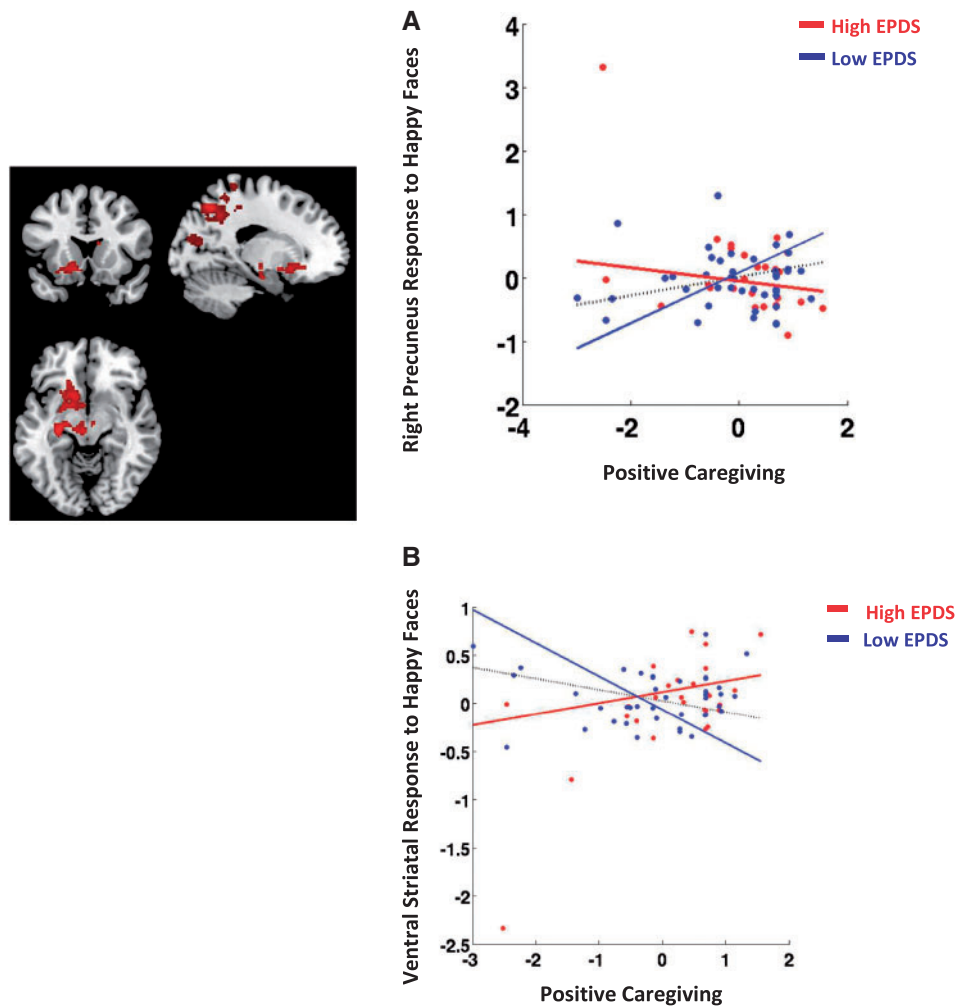 A
High EPDS
Low EPDS
Right Precuneus Response to Happy Faces
4
3
2
1
0
-1
-2
-4
-2
0
2
Positive Caregiving
B
High EPDS
Low EPDS
Ventral Striatal Response to Happy Faces
1
0.5
0
-0.5
-1
-1.5
-2
-2.5
-3
-2
-1
0
1
2
Positive Caregiving